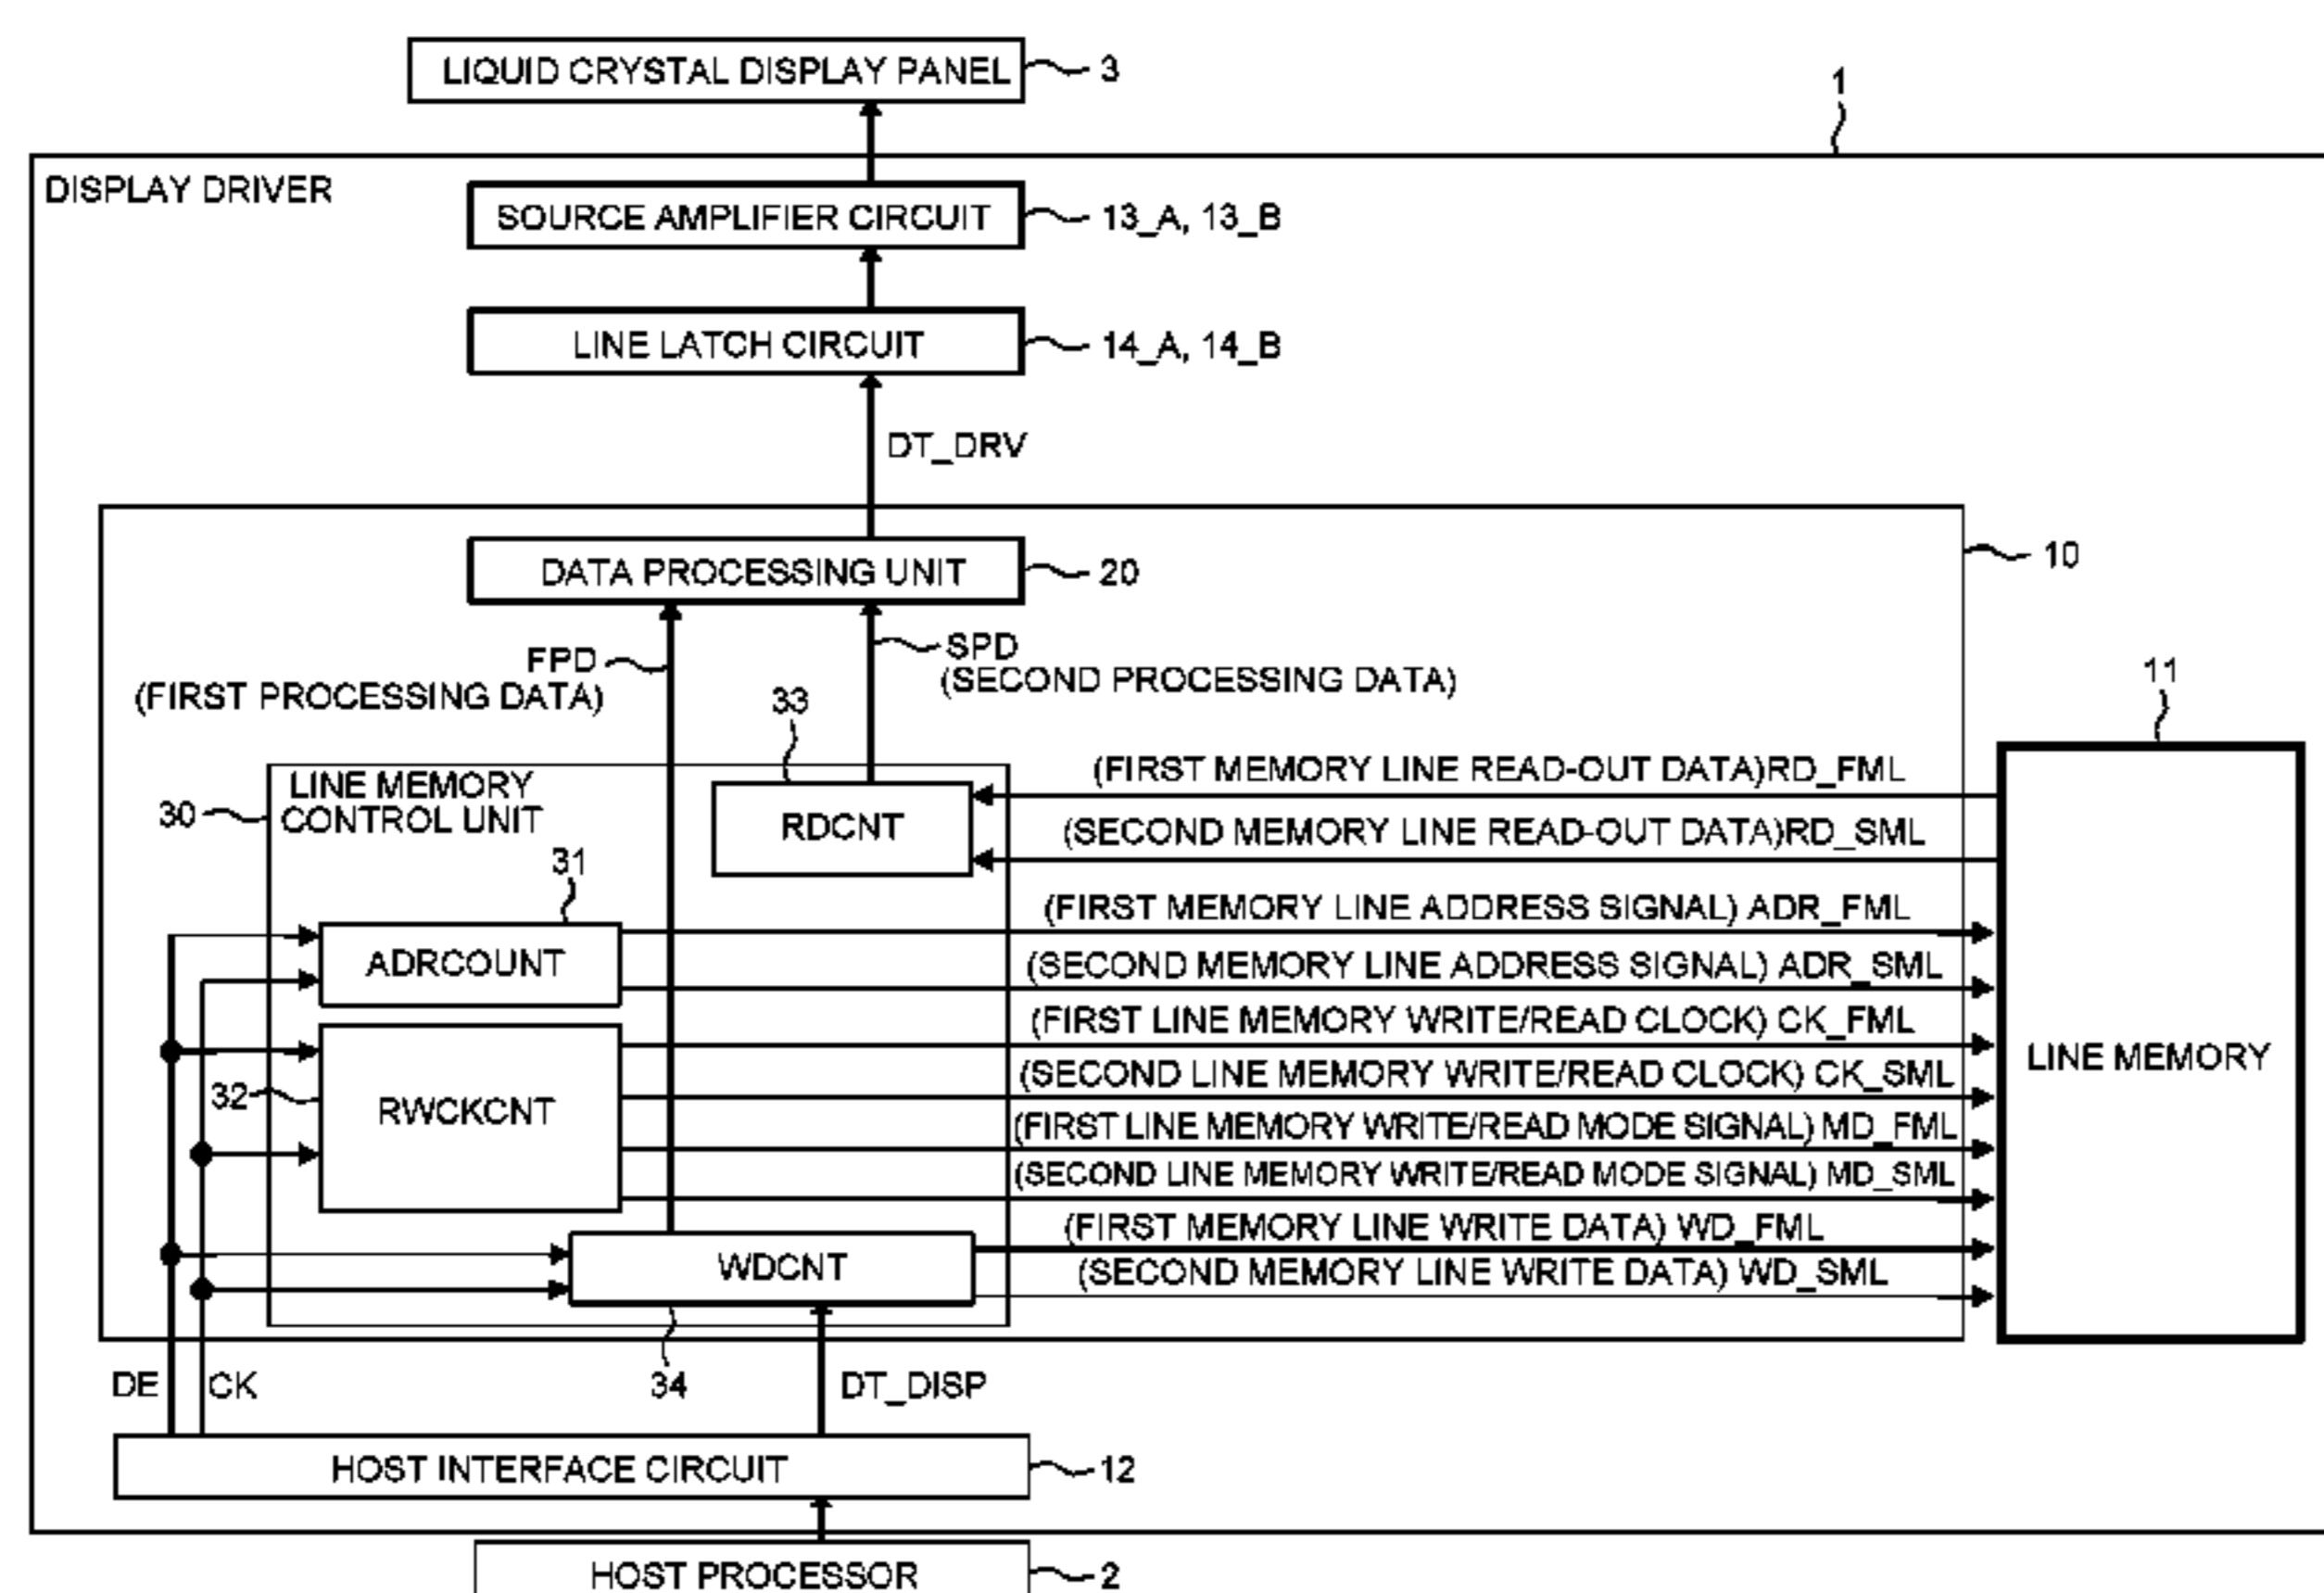 LIQUID CRYSTAL DISPLAY PANEL 3
1
DISPLAY DRIVER
SOURCE AMPLIFIER CIRCUIT 13_A, 13_B
LINE LATCH CIRCUIT 14_A, 14_B
DT_DRV
DATA PROCESSING UNIT 20
10
FPD
(FIRST PROCESSING DATA)
SPD
(SECOND PROCESSING DATA)
33
11
30
LINE MEMORY
CONTROL UNIT
RDCNT
(FIRST MEMORY LINE READ-OUT DATA)RD_FML
(SECOND MEMORY LINE READ-OUT DATA)RD_SML
31
ADRCOUNT
(FIRST MEMORY LINE ADDRESS SIGNAL) ADR_FML
(SECOND MEMORY LINE ADDRESS SIGNAL) ADR_SML
32
RWCKCNT
(FIRST LINE MEMORY WRITE/READ CLOCK) CK_FML
(SECOND LINE MEMORY WRITE/READ CLOCK) CK_SML
(FIRST LINE MEMORY WRITE/READ MODE SIGNAL) MD_FML
(SECOND LINE MEMORY WRITE/READ MODE SIGNAL) MD_SML
LINE MEMORY
WDCNT
(FIRST MEMORY LINE WRITE DATA) WD_FML
(SECOND MEMORY LINE WRITE DATA) WD_SML
DE CK 34 DT_DISP
HOST INTERFACE CIRCUIT 12
HOST PROCESSOR 2